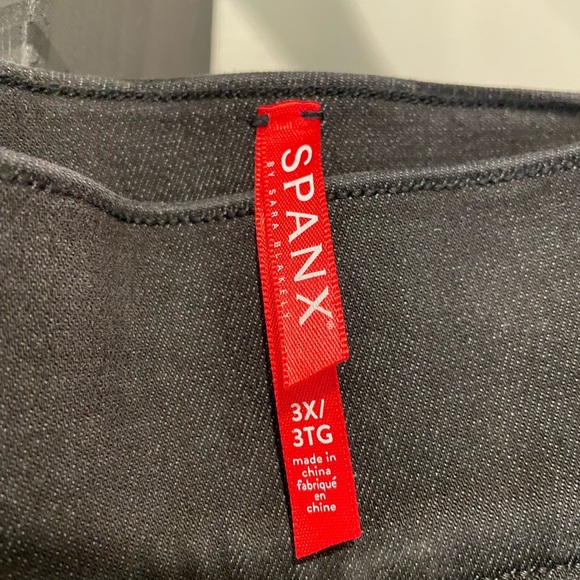 SPANX®
BY SARA BLAKELY
3X/
3TG
made in
china
fabriqué
en
chine